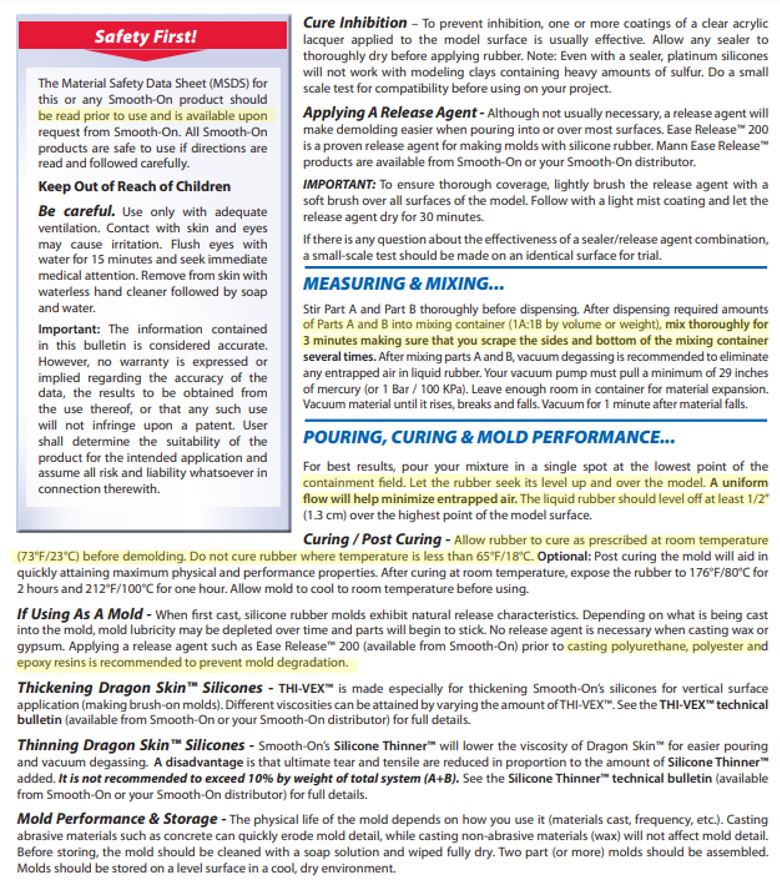 Safety First!
The Material Safety Data Sheet (MSDS) for
this or any Smooth-On product should
be read prior to use and is available upon
request from Smooth-On. All Smooth-On
products are safe to use if directions are
read and followed carefully.
Keep Out of Reach of Children
Be careful. Use only with adequate
ventilation. Contact with skin and eyes
may cause irritation. Flush eyes with
water for 15 minutes and seek immediate
medical attention. Remove from skin with
waterless hand cleaner followed by soap
and water.
Important: The information contained
in this bulletin is considered accurate.
However, no warranty is expressed or
implied regarding the accuracy of the
data, the results to be obtained from
the use thereof, or that any such use
will not infringe upon a patent. User
shall determine the suitability of the
product for the intended application and
assume all risk and liability whatsoever in
connection therewith.
Cure Inhibition – To prevent inhibition, one or more coatings of a clear acrylic
lacquer applied to the model surface is usually effective. Allow any sealer to
thoroughly dry before applying rubber. Note: Even with a sealer, platinum silicones
will not work with modeling clays containing heavy amounts of sulfur. Do a small
scale test for compatibility before using on your project.
Applying A Release Agent - Although not usually necessary, a release agent will
make demolding easier when pouring into or over most surfaces. Ease Release™ 200
is a proven release agent for making molds with silicone rubber. Mann Ease Release™
products are available from Smooth-On or your Smooth-On distributor.
IMPORTANT: To ensure thorough coverage, lightly brush the release agent with a
soft brush over all surfaces of the model. Follow with a light mist coating and let the
release agent dry for 30 minutes.
If there is any question about the effectiveness of a sealer/release agent combination,
a small-scale test should be made on an identical surface for trial.
MEASURING & MIXING...
Stir Part A and Part B thoroughly before dispensing. After dispensing required amounts
of Parts A and B into mixing container (1A:1B by volume or weight), mix thoroughly for
3 minutes making sure that you scrape the sides and bottom of the mixing container
several times. After mixing parts A and B, vacuum degassing is recommended to eliminate
any entrapped air in liquid rubber. Your vacuum pump must pull a minimum of 29 inches
of mercury (or 1 Bar / 100 KPa). Leave enough room in container for material expansion.
Vacuum material until it rises, breaks and falls. Vacuum for 1 minute after material falls.
POURING, CURING & MOLD PERFORMANCE...
For best results, pour your mixture in a single spot at the lowest point of the
containment field. Let the rubber seek its level up and over the model. A uniform
flow will help minimize entrapped air. The liquid rubber should level off at least 1/2"
(1.3 cm) over the highest point of the model surface.
Curing / Post Curing - Allow rubber to cure as prescribed at room temperature
(73°F/23°C) before demolding. Do not cure rubber where temperature is less than 65°F/18°C. Optional: Post curing the mold will aid in
quickly attaining maximum physical and performance properties. After curing at room temperature, expose the rubber to 176°F/80°C for
2 hours and 212°F/100°C for one hour. Allow mold to cool to room temperature before using.
If Using As A Mold - When first cast, silicone rubber molds exhibit natural release characteristics. Depending on what is being cast
into the mold, mold lubricity may be depleted over time and parts will begin to stick. No release agent is necessary when casting wax or
gypsum. Applying a release agent such as Ease Release™ 200 (available from Smooth-On) prior to casting polyurethane, polyester and
epoxy resins is recommended to prevent mold degradation.
Thickening Dragon Skin™ Silicones - THI-VEX™ is made especially for thickening Smooth-On's silicones for vertical surface
application (making brush-on molds). Different viscosities can be attained by varying the amount of THI-VEX™. See the THI-VEX™ technical
bulletin (available from Smooth-On or your Smooth-On distributor) for full details.
Thinning Dragon Skin™ Silicones - Smooth-On's Silicone Thinner™ will lower the viscosity of Dragon Skin™ for easier pouring
and vacuum degassing. A disadvantage is that ultimate tear and tensile are reduced in proportion to the amount of Silicone Thinner™
added. It is not recommended to exceed 10% by weight of total system (A+B). See the Silicone Thinner™ technical bulletin (available
from Smooth-On or your Smooth-On distributor) for full details.
Mold Performance & Storage - The physical life of the mold depends on how you use it (materials cast, frequency, etc.). Casting
abrasive materials such as concrete can quickly erode mold detail, while casting non-abrasive materials (wax) will not affect mold detail.
Before storing, the mold should be cleaned with a soap solution and wiped fully dry. Two part (or more) molds should be assembled.
Molds should be stored on a level surface in a cool, dry environment.